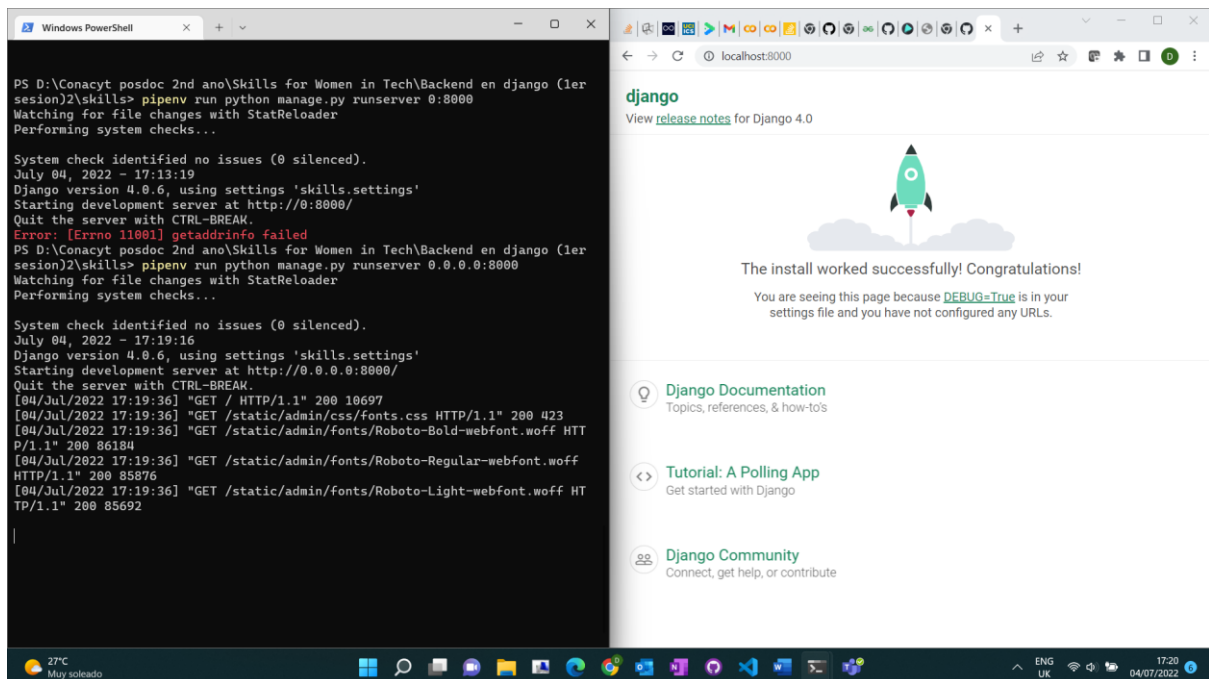 Windows PowerShell
PS D:\Conacyt posdoc 2nd ano\Skills for Women in Tech\Backend en django (1er
sesion)2\skills> pipenv run python manage.py runserver 0:8000
Watching for file changes with StatReloader
Performing system checks...
System check identified no issues (0 silenced).
July 04, 2022 - 17:13:19
Django version 4.0.6, using settings 'skills.settings'
Starting development server at http://0:8000/
Quit the server with CTRL-BREAK.
Error: [Errno 11001] getaddrinfo failed
PS D:\Conacyt posdoc 2nd ano\Skills for Women in Tech\Backend en django (1er
sesion)2\skills> pipenv run python manage.py runserver 0.0.0.0:8000
Watching for file changes with StatReloader
Performing system checks...
System check identified no issues (0 silenced).
July 04, 2022 - 17:19:16
Django version 4.0.6, using settings 'skills.settings'
Starting development server at http://0.0.0.0:8000/
Quit the server with CTRL-BREAK.
[04/Jul/2022 17:19:36] "GET / HTTP/1.1" 200 10697
[04/Jul/2022 17:19:36] "GET /static/admin/css/fonts.css HTTP/1.1" 200 423
[04/Jul/2022 17:19:36] "GET /static/admin/fonts/Roboto-Bold-webfont.woff HTT
P/1.1" 200 86184
[04/Jul/2022 17:19:36] "GET /static/admin/fonts/Roboto-Regular-webfont.woff
HTTP/1.1" 200 85876
[04/Jul/2022 17:19:36] "GET /static/admin/fonts/Roboto-Light-webfont.woff HT
TP/1.1" 200 85692
localhost:8000
D
django
View release notes for Django 4.0
The install worked successfully! Congratulations!
You are seeing this page because DEBUG=True is in your
settings file and you have not configured any URLs.
Django Documentation
Topics, references, & how-to's
Tutorial: A Polling App
Get started with Django
Django Community
Connect, get help, or contribute
27°C
Muy soleado
ENG
UK
17:20
04/07/2022
6